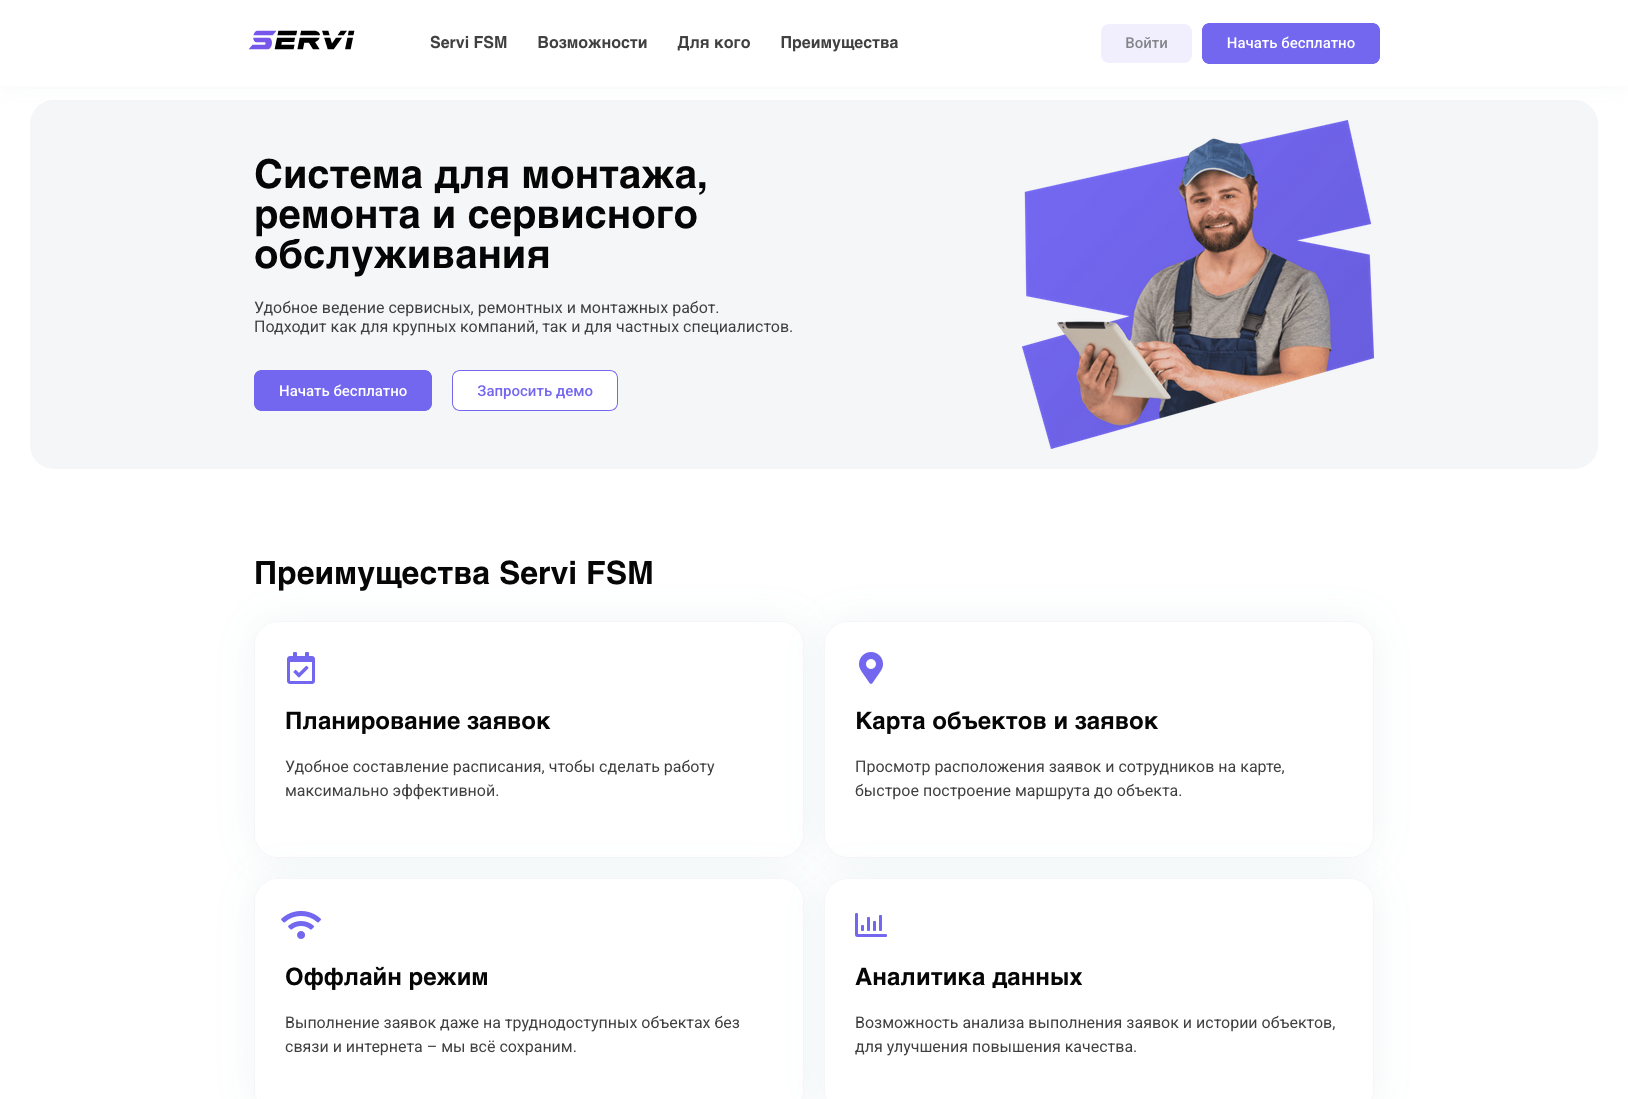 SERVI
Servi FSM
Возможности
Для кого
Преимущества
Войти
Начать бесплатно
Система для монтажа,
ремонта и сервисного
обслуживания
Удобное ведение сервисных, ремонтных и монтажных работ.
Подходит как для крупных компаний, так и для частных специалистов.
Начать бесплатно
Запросить демо
Преимущества Servi FSM
Планирование заявок
Удобное составление расписания, чтобы сделать работу
максимально эффективной.
Карта объектов и заявок
Просмотр расположения заявок и сотрудников на карте,
быстрое построение маршрута до объекта.
Оффлайн режим
Выполнение заявок даже на труднодоступных объектах без
связи и интернета – мы всё сохраним.
Аналитика данных
Возможность анализа выполнения заявок и истории объектов,
для улучшения повышения качества.